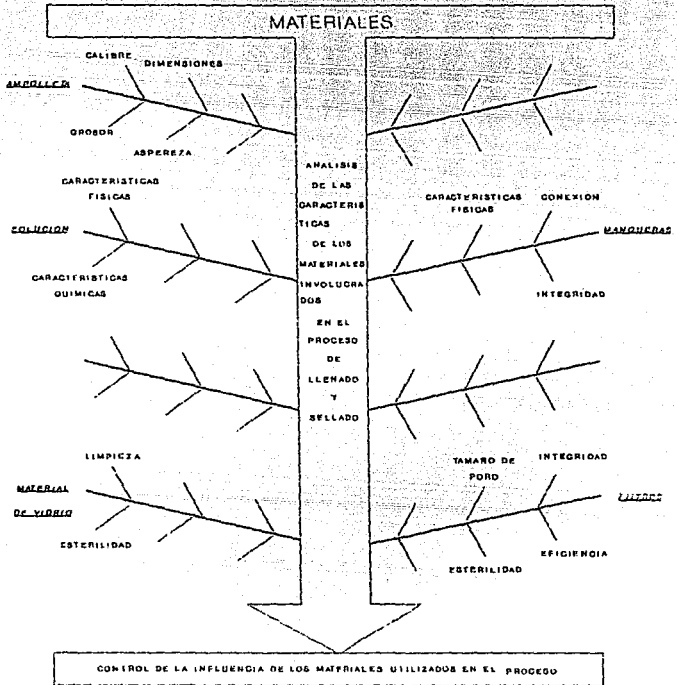 MATERIALES
CALIBRE
DIMENSIONES
AMPOLLETA
GROSOR
ASPEREZA
ANALISIS
DE LAS
CARACTERIS
TICAS
DE LOS
MATERIALES
INVOLUCRA
DOS
EN EL
PROCESO
DE
LLENADO
Y
SELLADO
CARACTERISTICAS
FISICAS
SOLUCION
CARACTERISTICAS
QUIMICAS
CARACTERISTICAS
FISICAS
CONEXION
MANGUERAS
INTEGRIDAD
LIMPIEZA
MATERIAL
DE VIDRIO
ESTERILIDAD
TAMAÑO DE
PORO
INTEGRIDAD
FILTROS
EFICIENCIA
ESTERILIDAD
CONTROL DE LA INFLUENCIA DE LOS MATERIALES UTILIZADOS EN EL PROCESO